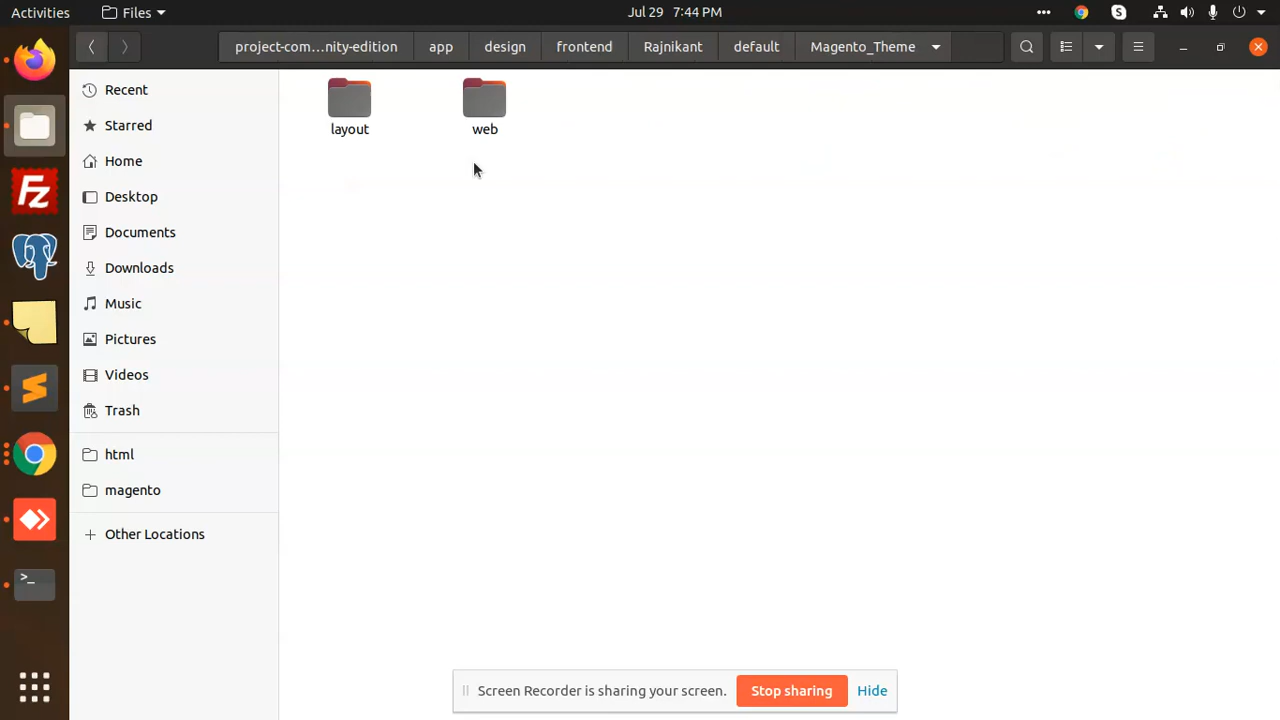 Activities
Files
Jul 29 7:44 PM
project-com...nity-edition
app
design
frontend
Rajnikant
default
Magento_Theme
Recent
Starred
Home
Desktop
Documents
Downloads
Music
Pictures
Videos
Trash
html
magento
Other Locations
layout
web
Fz
>_
S
Screen Recorder is sharing your screen.
Stop sharing
Hide